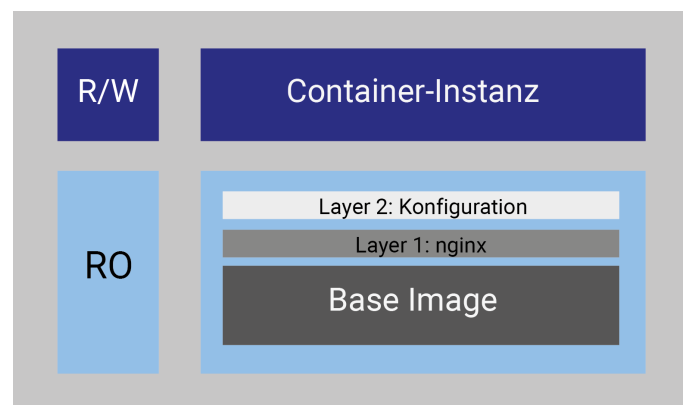 R/W
Container-Instanz
RO
Layer 2: Konfiguration
Layer 1: nginx
Base Image